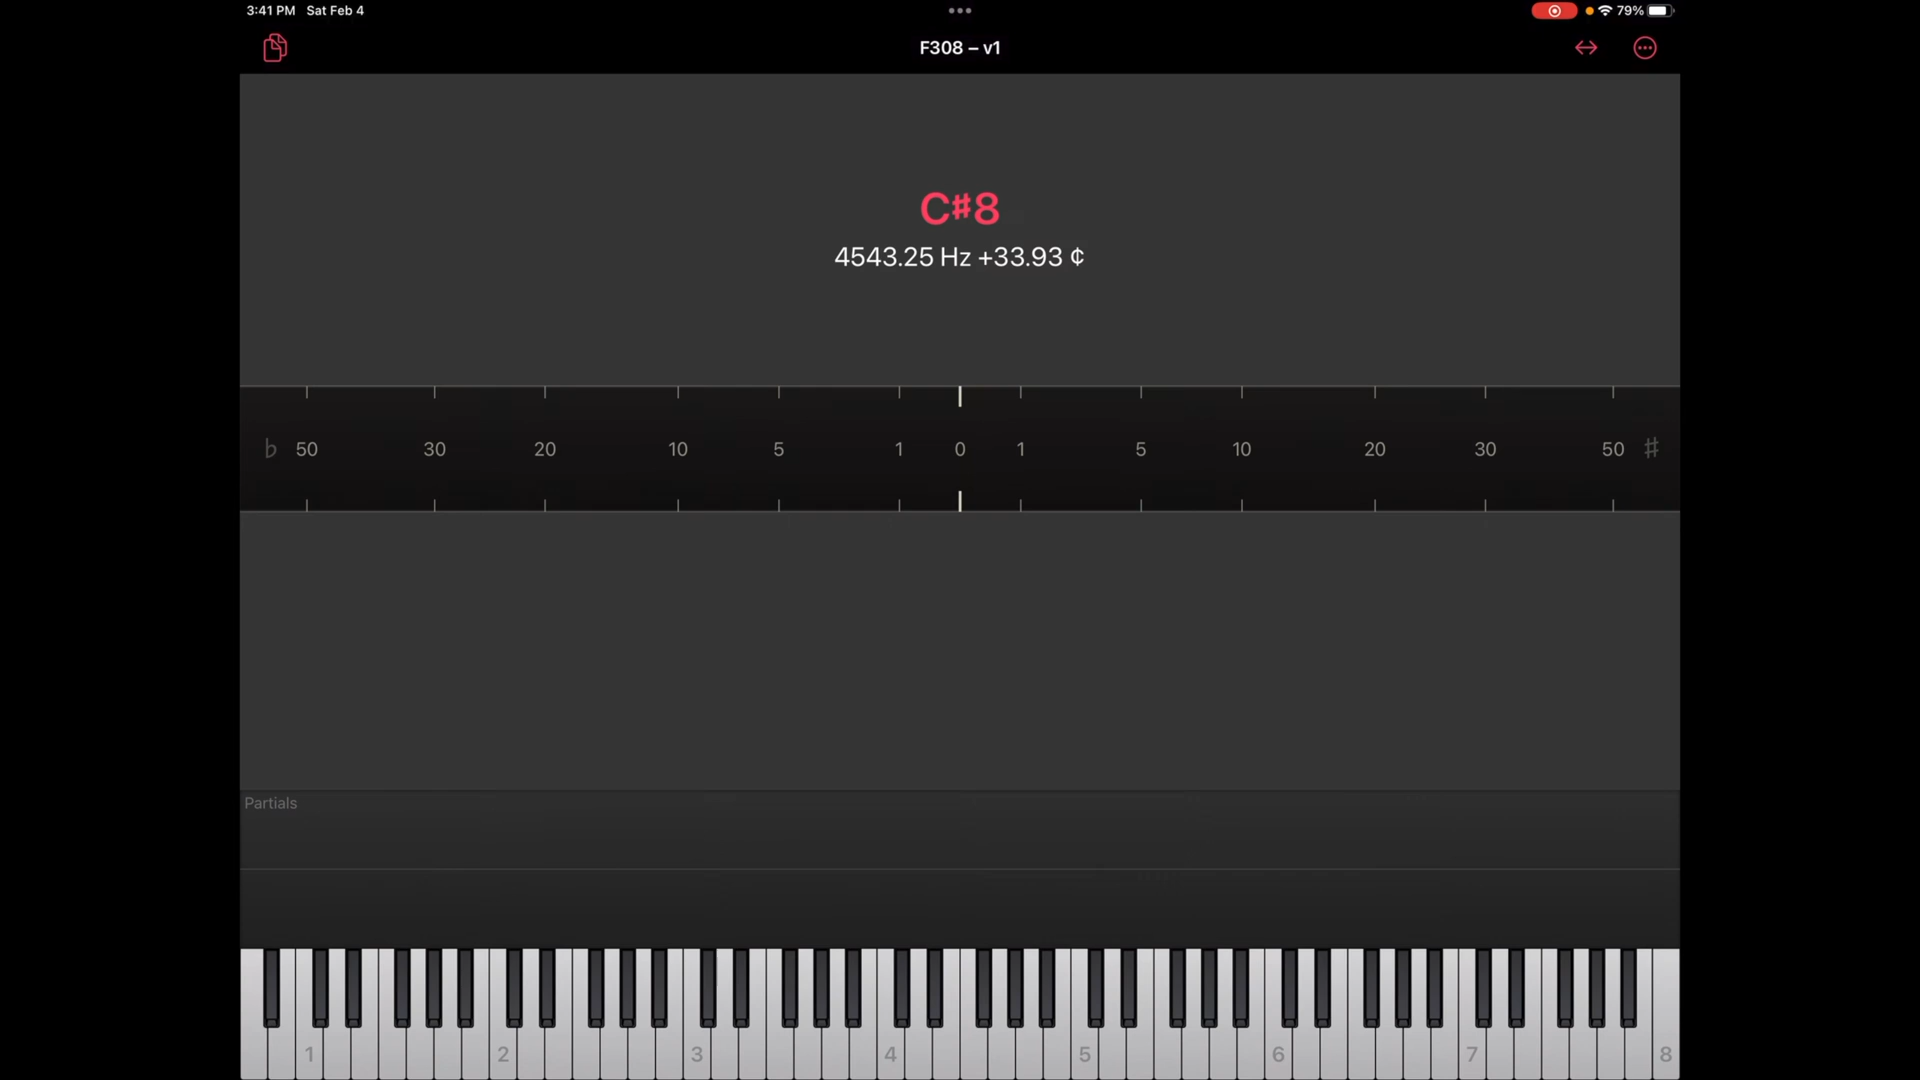 3:41 PM Sat Feb 4
79%
F308 – v1
C♯8
4543.25 Hz +33.93 ¢
♭ 50 30 20 10 5 1 0 1 5 10 20 30 50 ♯
Partials
1 2 3 4 5 6 7 8